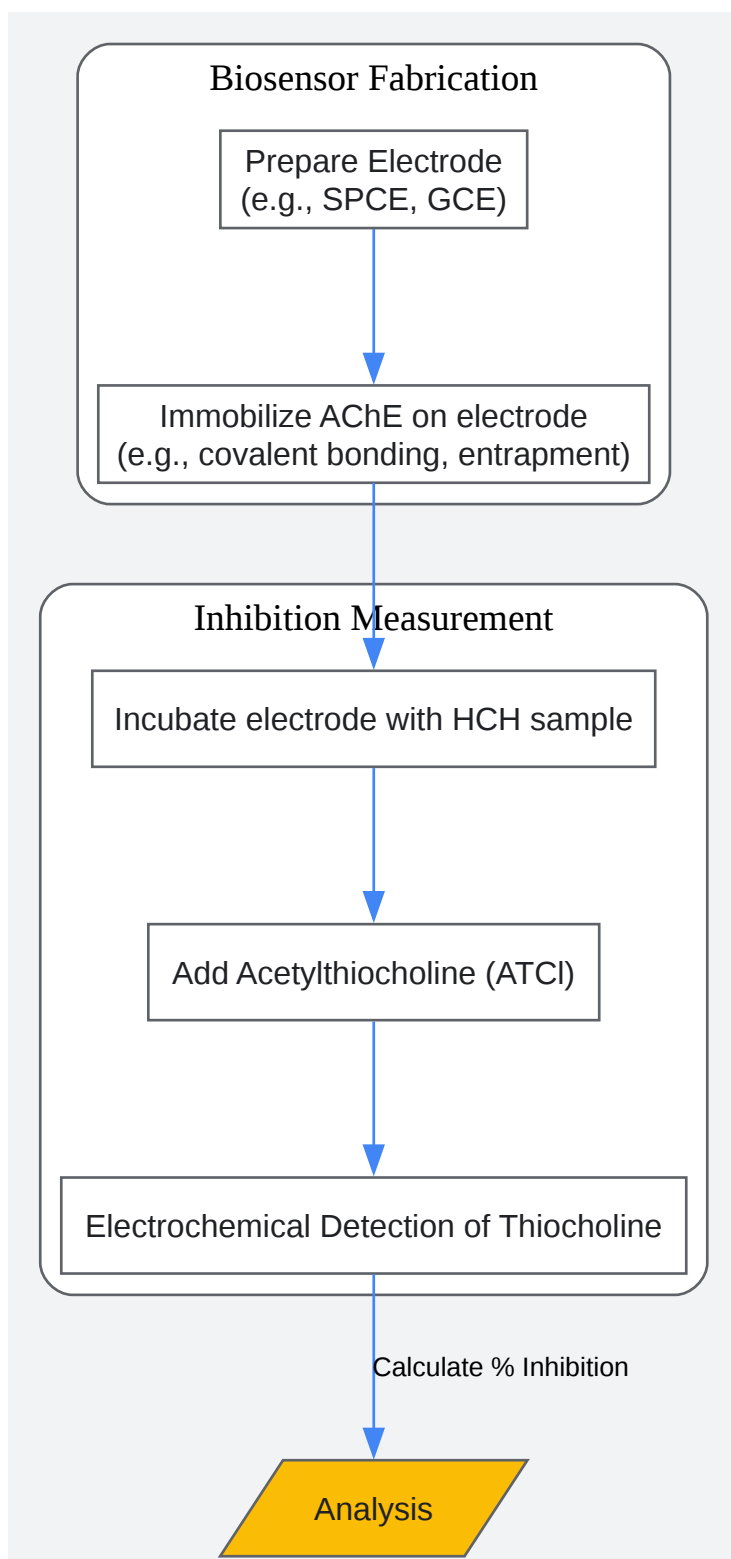 Biosensor Fabrication
Prepare Electrode
(e.g., SPCE, GCE)
Immobilize AChE on electrode
(e.g., covalent bonding, entrapment)
Inhibition Measurement
Incubate electrode with HCH sample
Add Acetylthiocholine (ATCl)
Electrochemical Detection of Thiocholine
Calculate % Inhibition
Analysis